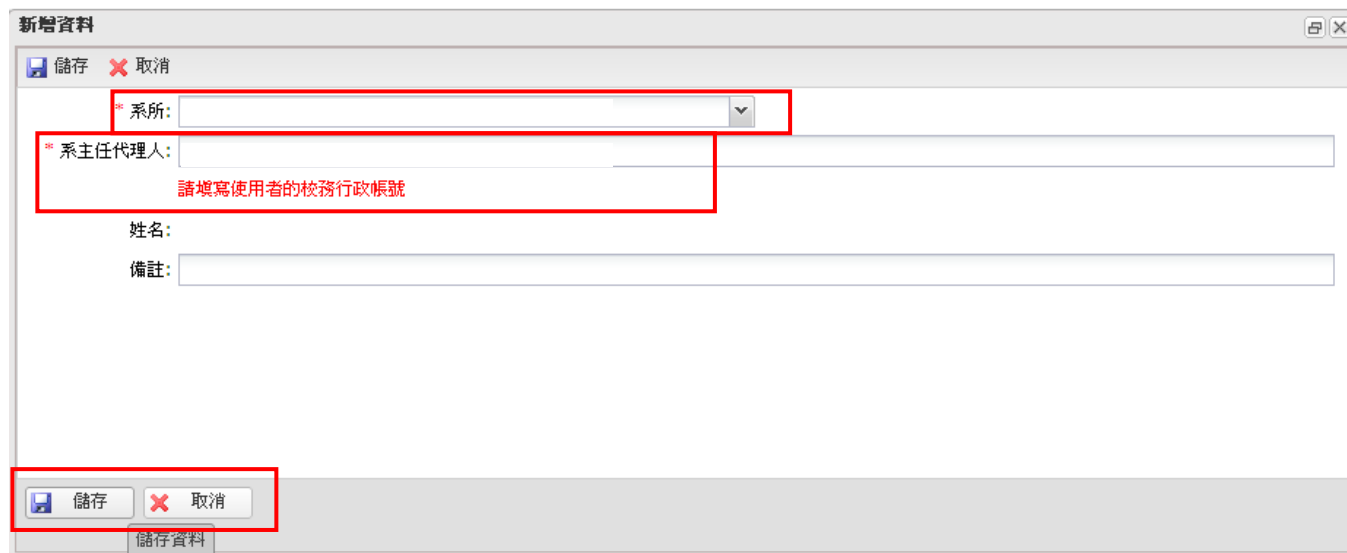 新增資料
儲存 取消
* 系所:
* 系主任代理人:
請填寫使用者的校務行政帳號
姓名:
備註:
儲存 取消
儲存資料